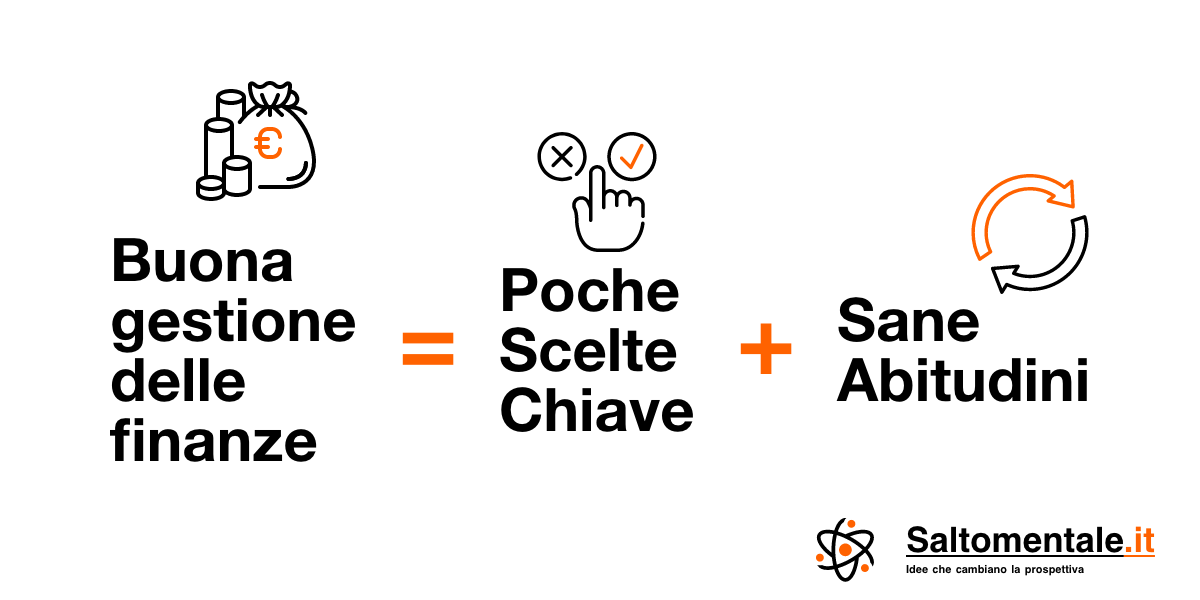 €
Buona
gestione
delle
finanze
=
Poche
Scelte
Chiave
+
Sane
Abitudini
Saltomentale.it
Idee che cambiano la prospettiva